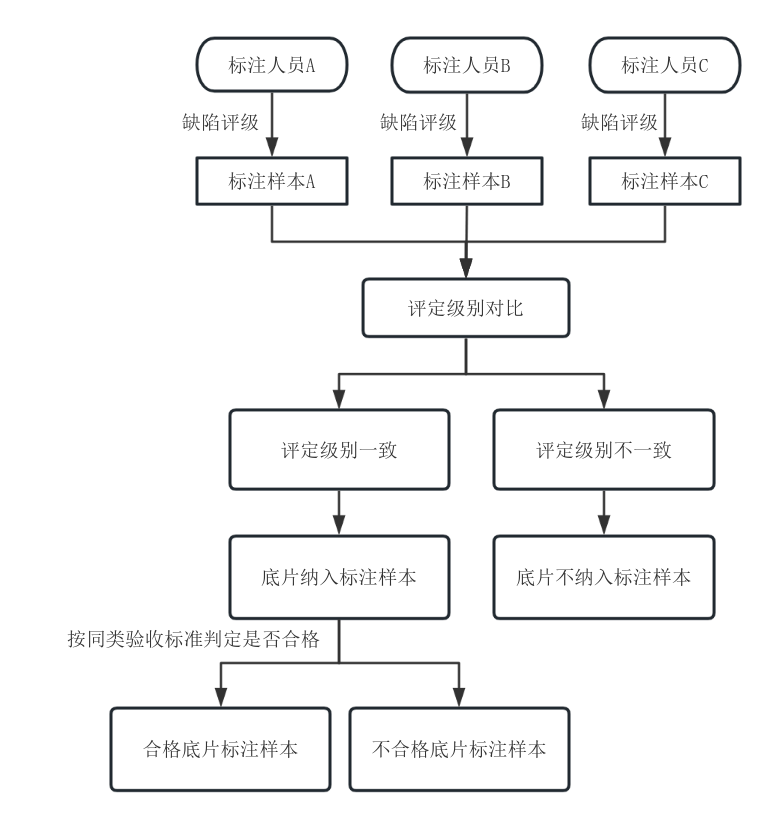 标注人员A
标注人员B
标注人员C
缺陷评级
缺陷评级
缺陷评级
标注样本A
标注样本B
标注样本C
评定级别对比
评定级别一致
评定级别不一致
底片纳入标注样本
底片不纳入标注样本
按同类验收标准判定是否合格
合格底片标注样本
不合格底片标注样本